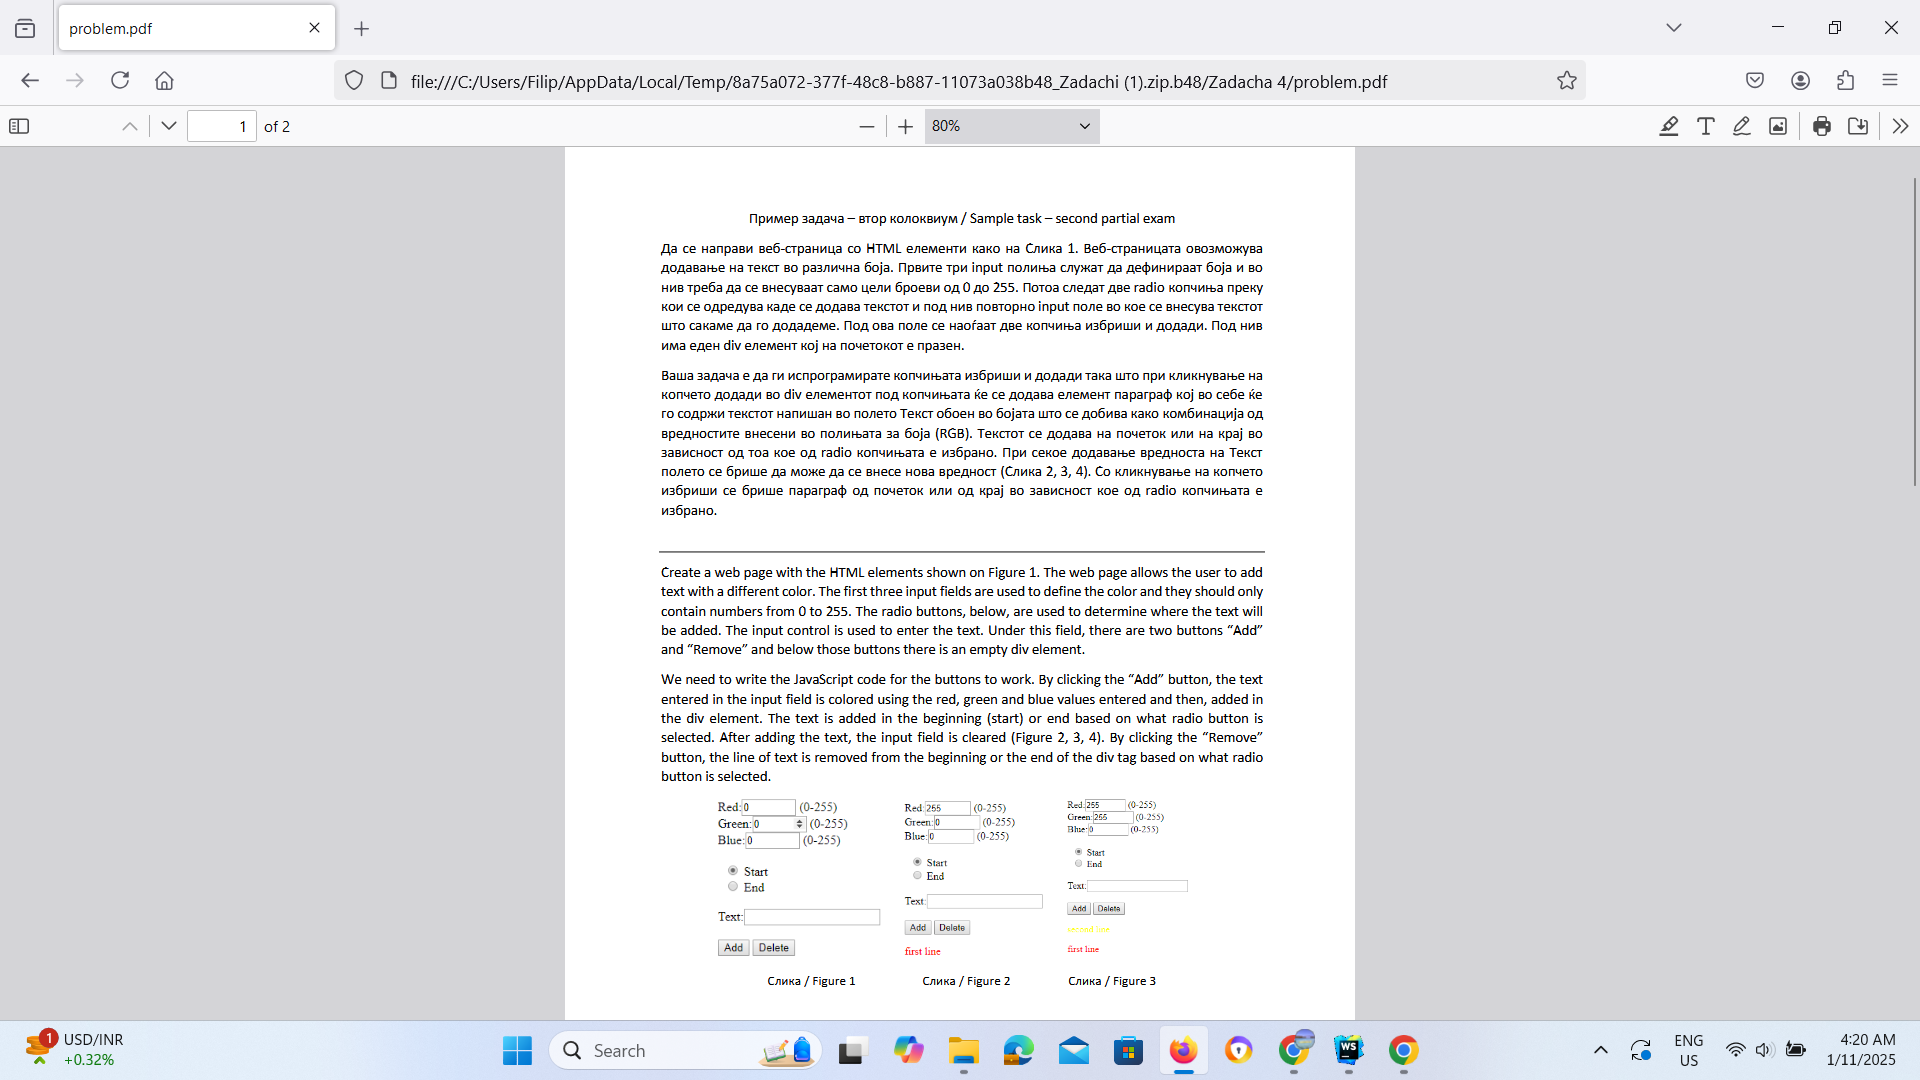 problem.pdf
file:///C:/Users/Filip/AppData/Local/Temp/8a75a072-377f-48c8-b887-11073a038b48_Zadachi (1).zip.b48/Zadacha 4/problem.pdf
1 of 2
80%
Пример задача – втор колоквиум / Sample task – second partial exam
Да се направи веб-страница со HTML елементи како на Слика 1. Веб-страницата овозможува
додавање на текст во различна боја. Првите три input полиња служат да дефинираат боја и во
нив треба да се внесуваат само цели броеви од 0 до 255. Потоа следат две radio копчиња преку
кои се одредува каде се додава текстот и под нив повторно input поле во кое се внесува текстот
што сакаме да го додадеме. Под ова поле се наоѓаат две копчиња избриши и додади. Под нив
има еден div елемент кој на почетокот е празен.
Ваша задача е да ги испрограмирате копчињата избриши и додади така што при кликнување на
копчето додади во div елементот под копчињата ќе се додава елемент параграф кој во себе ќе
го содржи текстот напишан во полето Текст обоен во бојата што се добива како комбинација од
вредностите внесени во полињата за боја (RGB). Текстот се додава на почеток или на крај во
зависност од тоа кое од radio копчињата е избрано. При секое додавање вредноста на Текст
полето се брише да може да се внесе нова вредност (Слика 2, 3, 4). Со кликнување на копчето
избриши се брише параграф од почеток или од крај во зависност кое од radio копчињата е
избрано.
Create a web page with the HTML elements shown on Figure 1. The web page allows the user to add
text with a different color. The first three input fields are used to define the color and they should only
contain numbers from 0 to 255. The radio buttons, below, are used to determine where the text will
be added. The input control is used to enter the text. Under this field, there are two buttons “Add”
and “Remove” and below those buttons there is an empty div element.
We need to write the JavaScript code for the buttons to work. By clicking the “Add” button, the text
entered in the input field is colored using the red, green and blue values entered and then, added in
the div element. The text is added in the beginning (start) or end based on what radio button is
selected. After adding the text, the input field is cleared (Figure 2, 3, 4). By clicking the “Remove”
button, the line of text is removed from the beginning or the end of the div tag based on what radio
button is selected.
Red: 0 (0-255)
Green: 0 (0-255)
Blue: 0 (0-255)
Start
End
Text:
Add Delete
Слика / Figure 1
Red: 255 (0-255)
Green: 0 (0-255)
Blue: 0 (0-255)
Start
End
Text:
Add Delete
first line
Слика / Figure 2
Red: 255 (0-255)
Green: 255 (0-255)
Blue: 0 (0-255)
Start
End
Text:
Add Delete
second line
first line
Слика / Figure 3
1
USD/INR
+0.32%
Search
WS
ENG
US
4:20 AM
1/11/2025